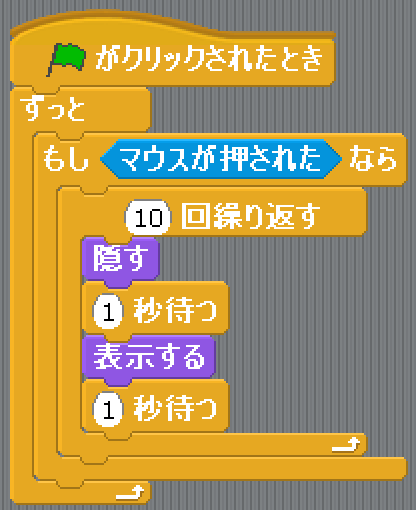 がクリックされたとき
ずっと
もし マウスが押された なら
10 回繰り返す
隠す
1 秒待つ
表示する
1 秒待つ